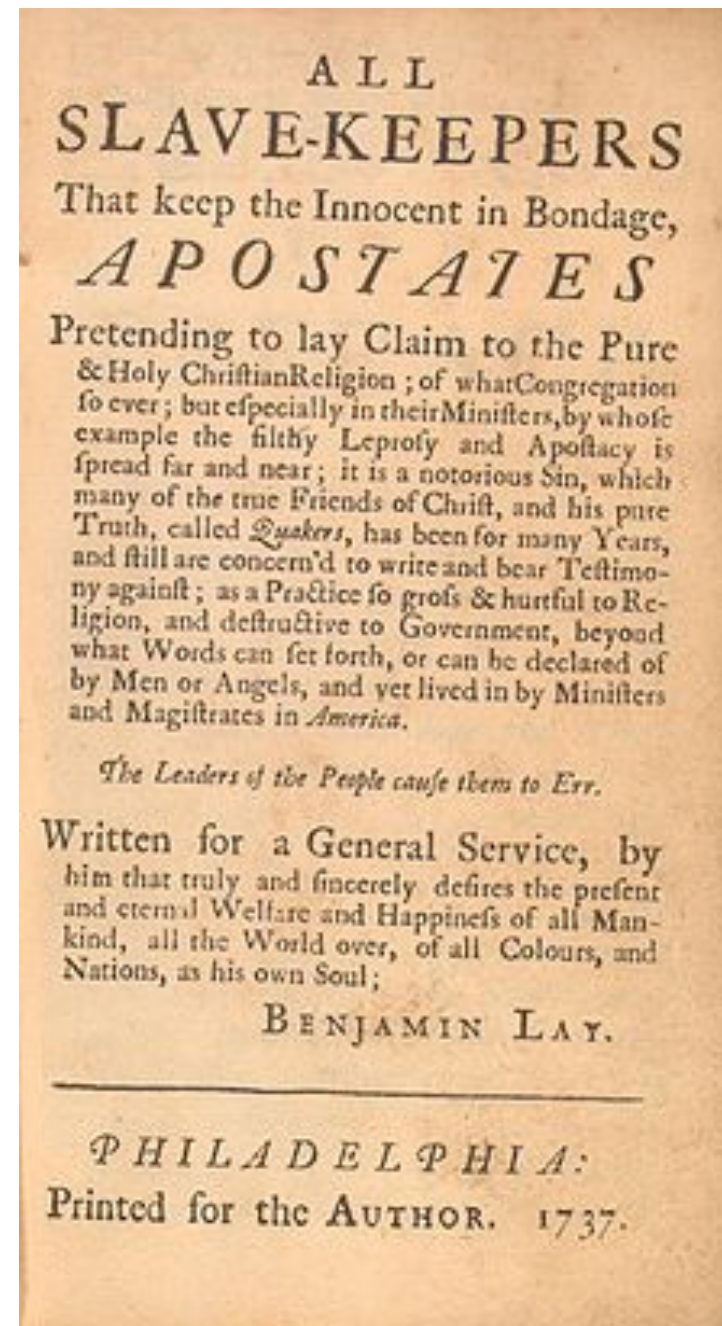 ALL
SLAVE-KEEPERS
That keep the Innocent in Bondage,
APOSTATES
Pretending to lay Claim to the Pure
& Holy Chriſtian Religion ; of what Congregation
ſo ever ; but eſpecially in their Miniſters, by whoſe
example the filthy Leproſy and Apoſtacy is
ſpread far and near ; it is a notorious Sin, which
many of the true Friends of Chriſt, and his pure
Truth, called Quakers, has been for many Years,
and ſtill are concern'd to write and bear Teſtimo-
ny againſt ; as a Practice ſo groſs & hurtful to Re-
ligion, and deſtructive to Government, beyond
what Words can ſet forth, or can be declared of
by Men or Angels, and yet lived in by Miniſters
and Magiſtrates in America.
The Leaders of the People cauſe them to Err.
Written for a General Service, by
him that truly and ſincerely deſires the preſent
and eternal Welfare and Happineſs of all Man-
kind, all the World over, of all Colours, and
Nations, as his own Soul ;
BENJAMIN LAY.
PHILADELPHIA:
Printed for the AUTHOR. 1737.